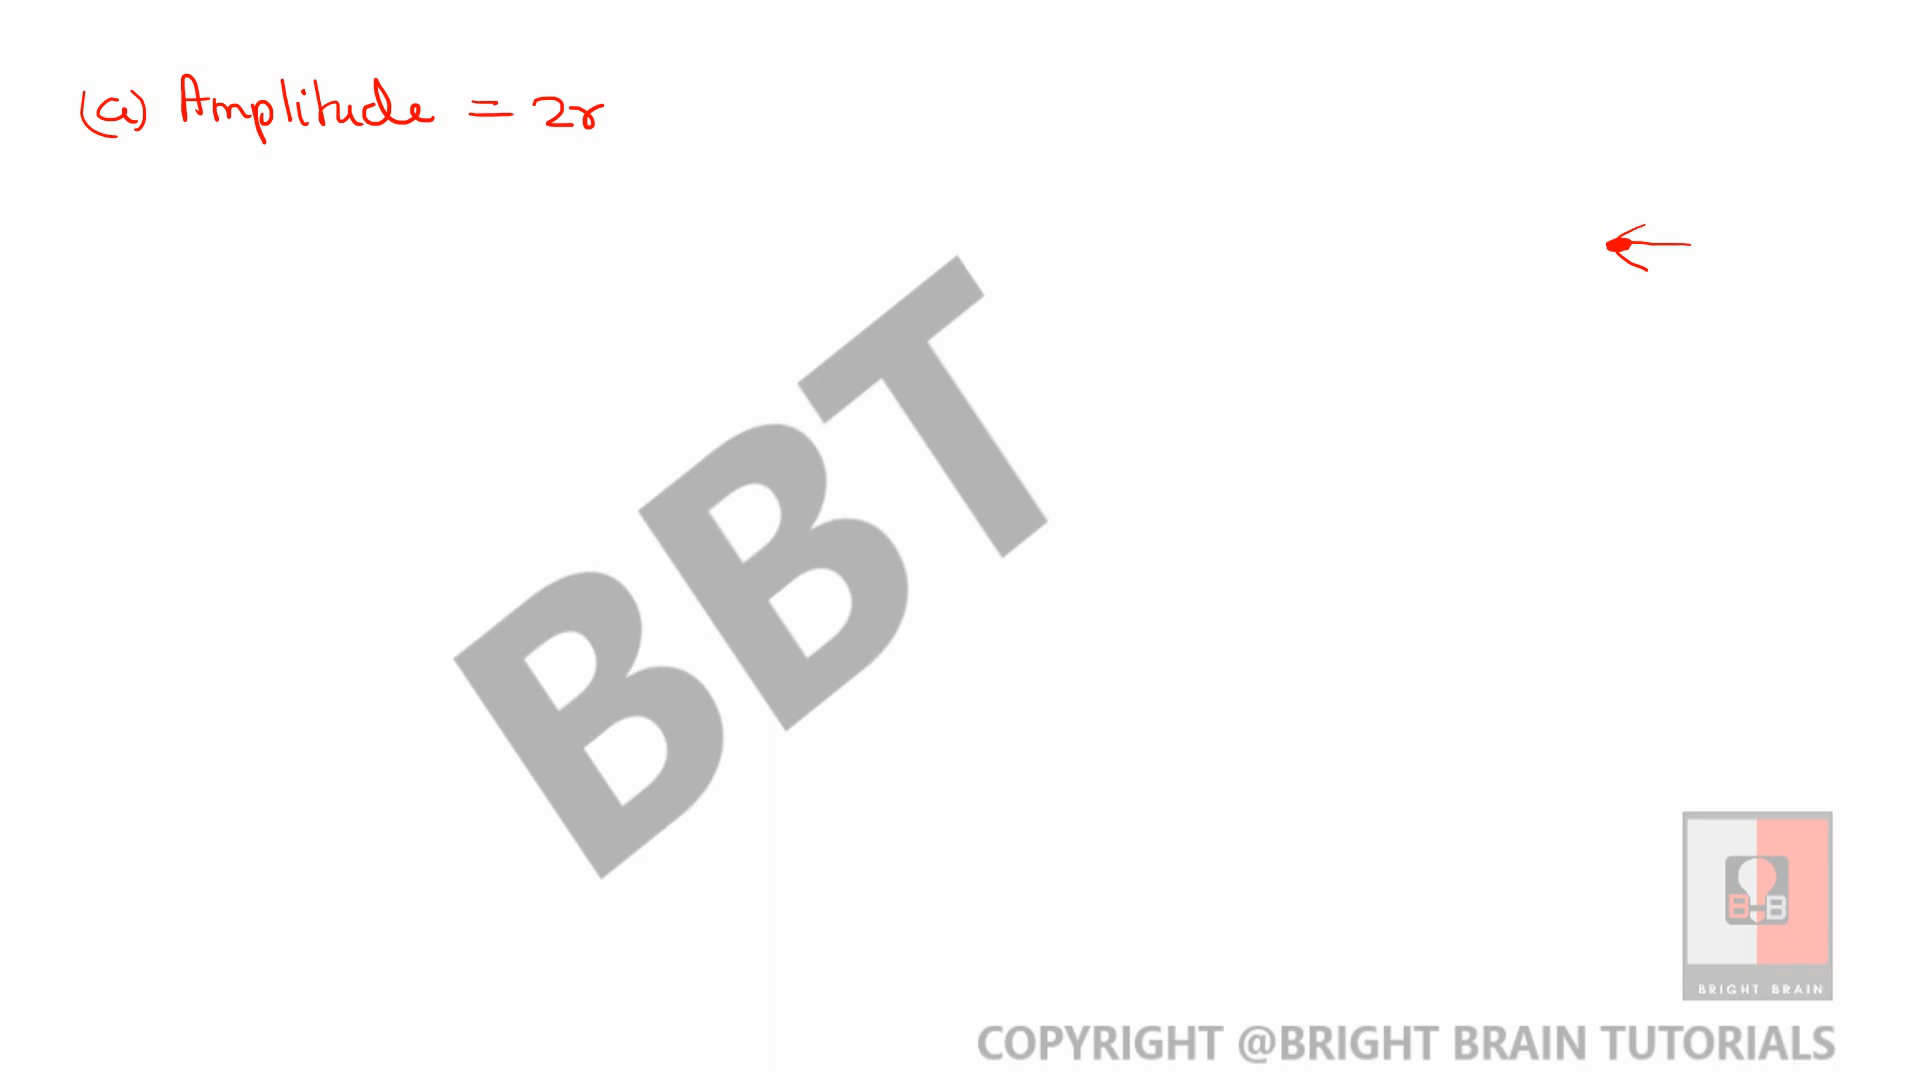 (a) Amplitude = 2r
BBT
B-B
BRIGHT BRAIN
COPYRIGHT @BRIGHT BRAIN TUTORIALS